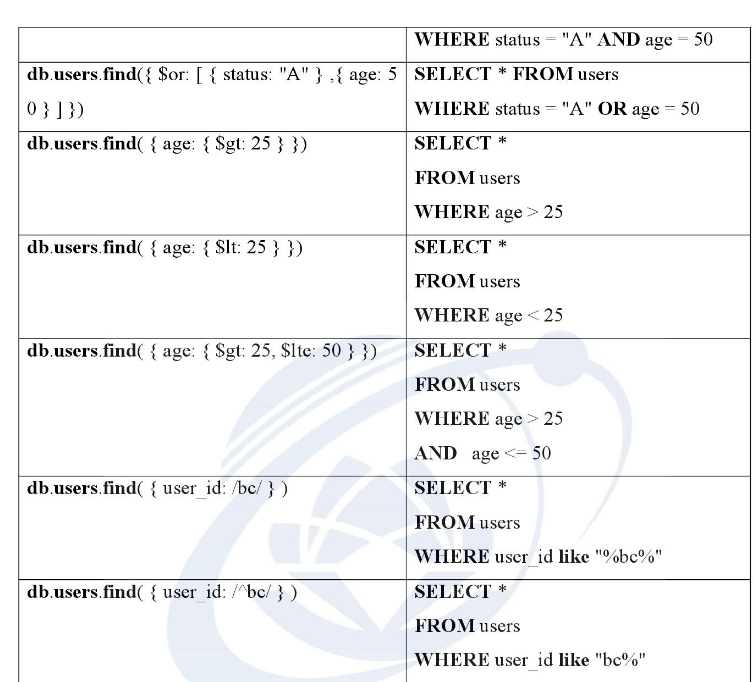 WHERE status = "A" AND age = 50
db.users.find({ $or: [ { status: "A" } ,{ age: 5
0 } ] })
SELECT * FROM users
WHERE status = "A" OR age = 50
db.users.find( { age: { $gt: 25 } })
SELECT *
FROM users
WHERE age > 25
db.users.find( { age: { $lt: 25 } })
SELECT *
FROM users
WHERE age < 25
db.users.find( { age: { $gt: 25, $lte: 50 } })
SELECT *
FROM users
WHERE age > 25
AND age <= 50
db.users.find( { user_id: /bc/ } )
SELECT *
FROM users
WHERE user_id like "%bc%"
db.users.find( { user_id: /^bc/ } )
SELECT *
FROM users
WHERE user_id like "bc%"